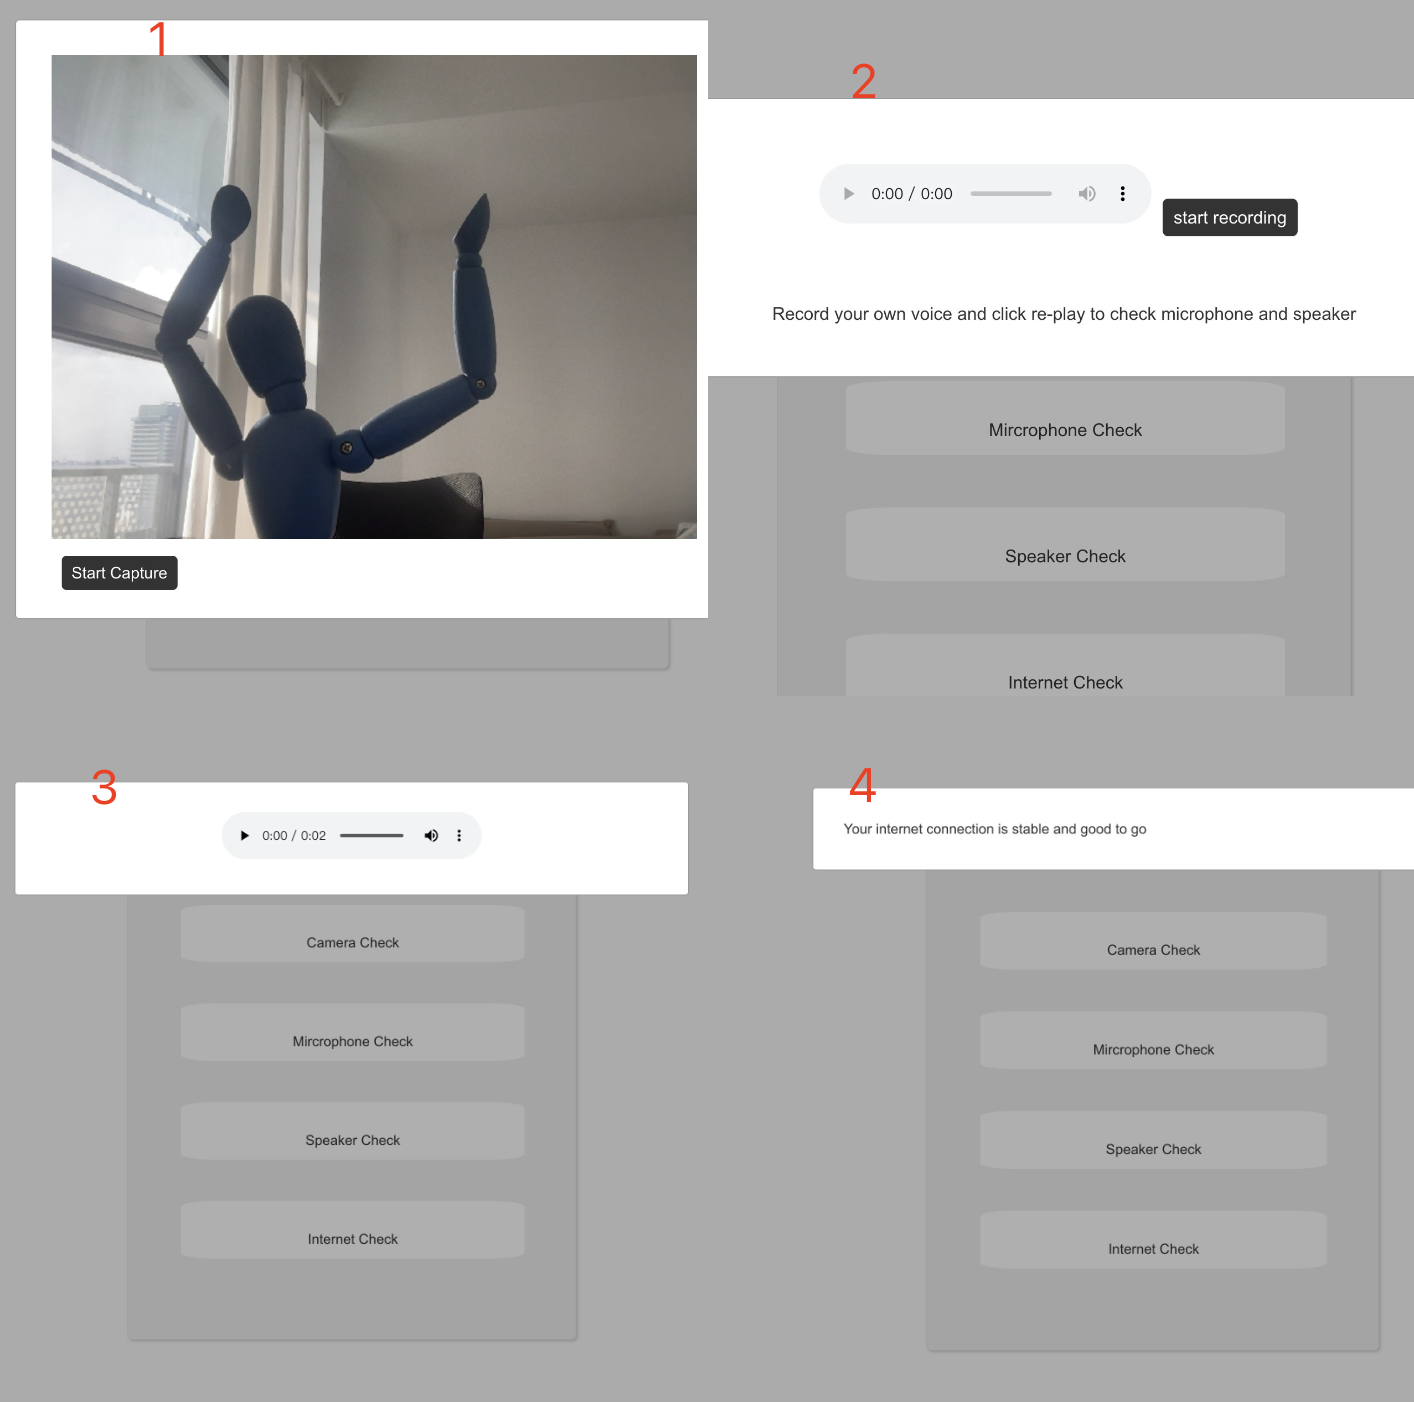 1
Start Capture
2
0:00 / 0:00
start recording
Record your own voice and click re-play to check microphone and speaker
Mircrophone Check
Speaker Check
Internet Check
3
0:00 / 0:02
Camera Check
Mircrophone Check
Speaker Check
Internet Check
4
Your internet connection is stable and good to go
Camera Check
Mircrophone Check
Speaker Check
Internet Check